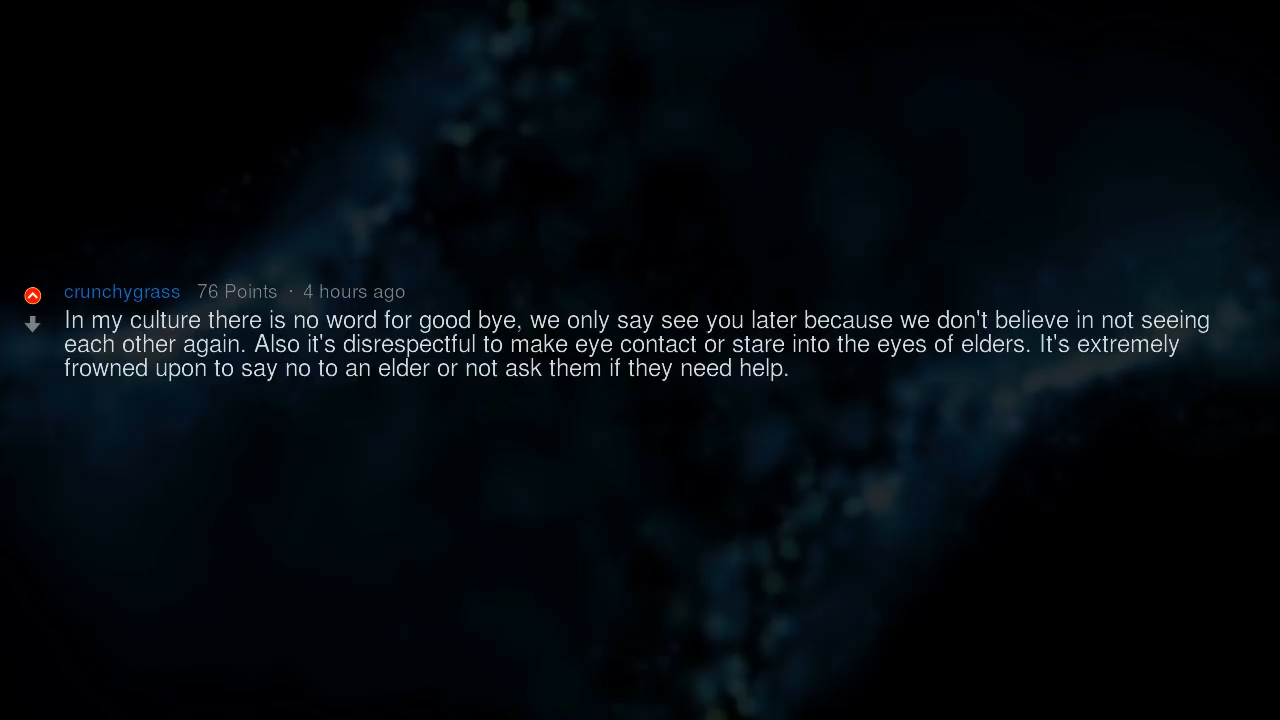 crunchygrass 76 Points · 4 hours ago
In my culture there is no word for good bye, we only say see you later because we don't believe in not seeing
each other again. Also it's disrespectful to make eye contact or stare into the eyes of elders. It's extremely
frowned upon to say no to an elder or not ask them if they need help.